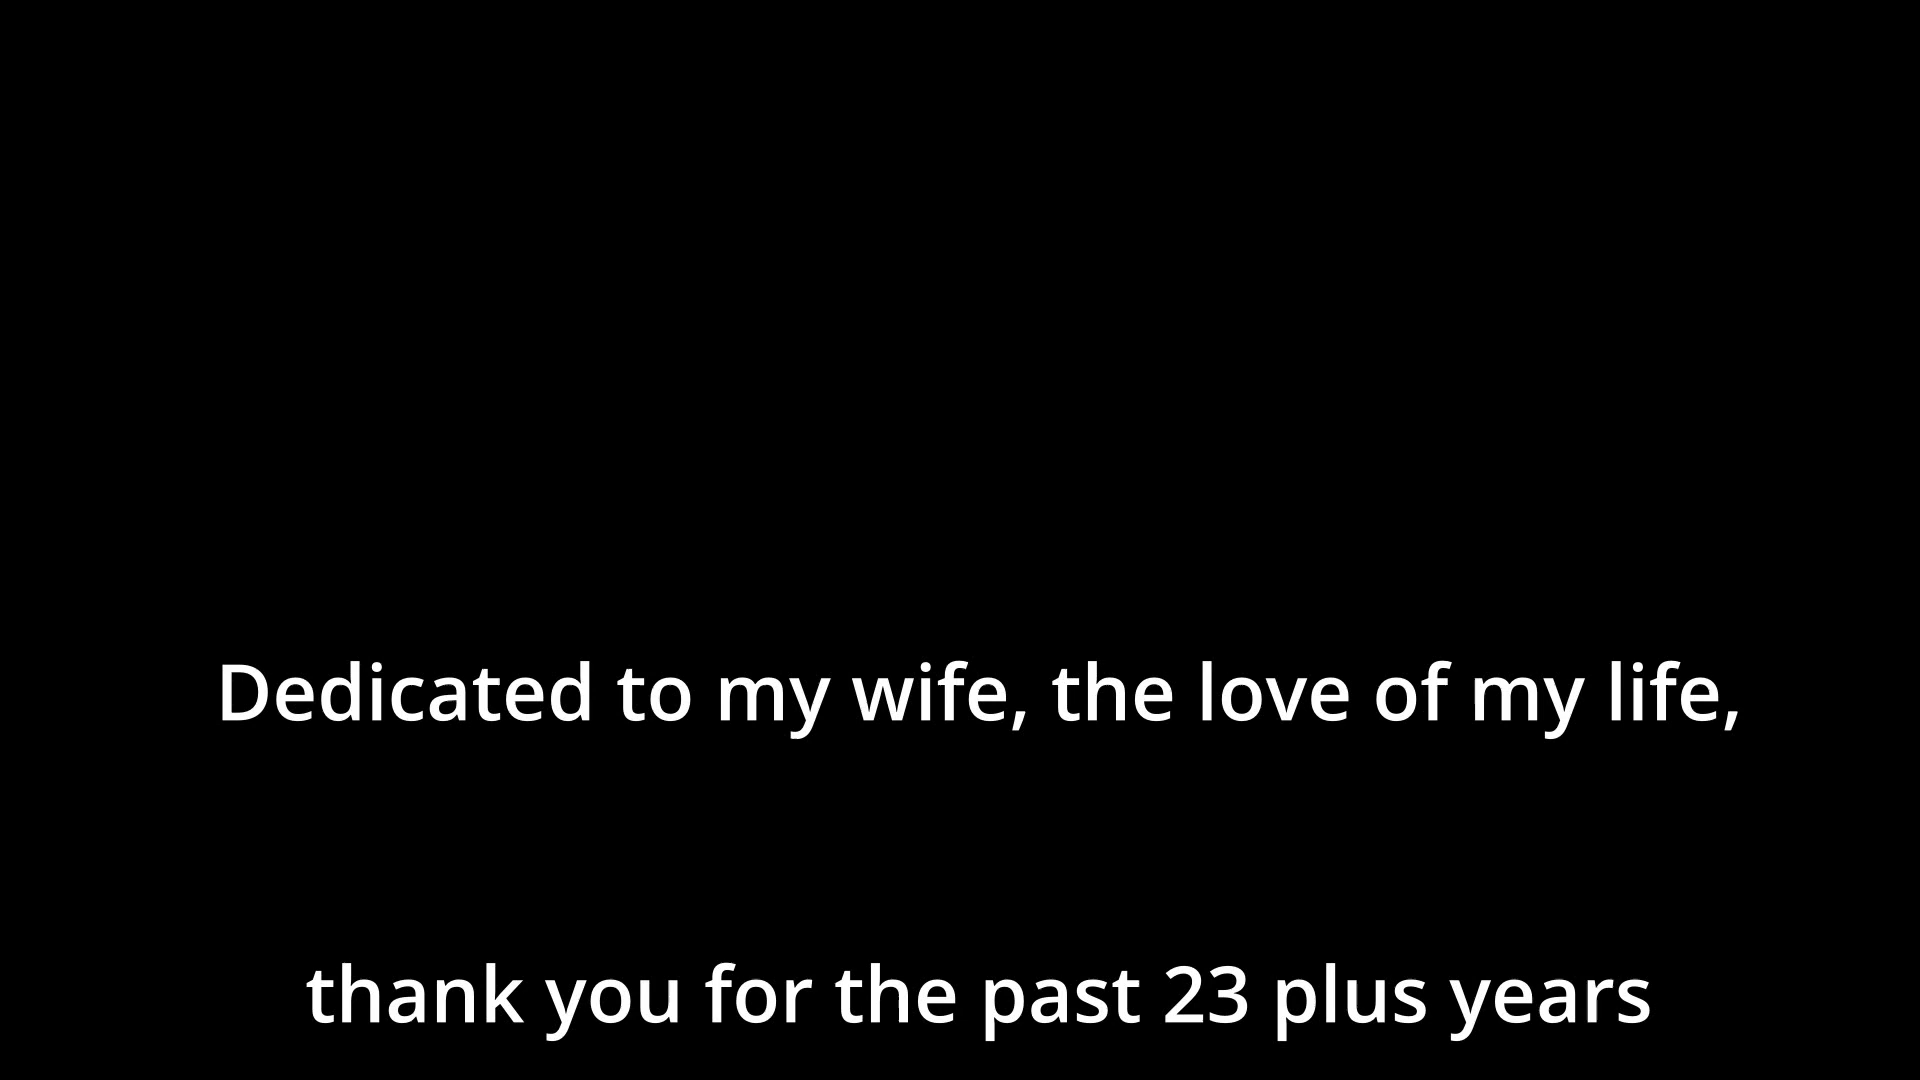 Dedicated to my wife, the love of my life,
thank you for the past 23 plus years